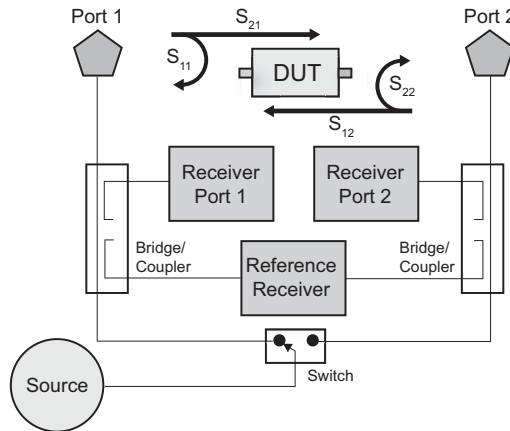 Port 1
Port 2
S21
S11
DUT
S22
S12
Receiver
Port 1
Receiver
Port 2
Bridge/
Coupler
Reference
Receiver
Bridge/
Coupler
Switch
Source